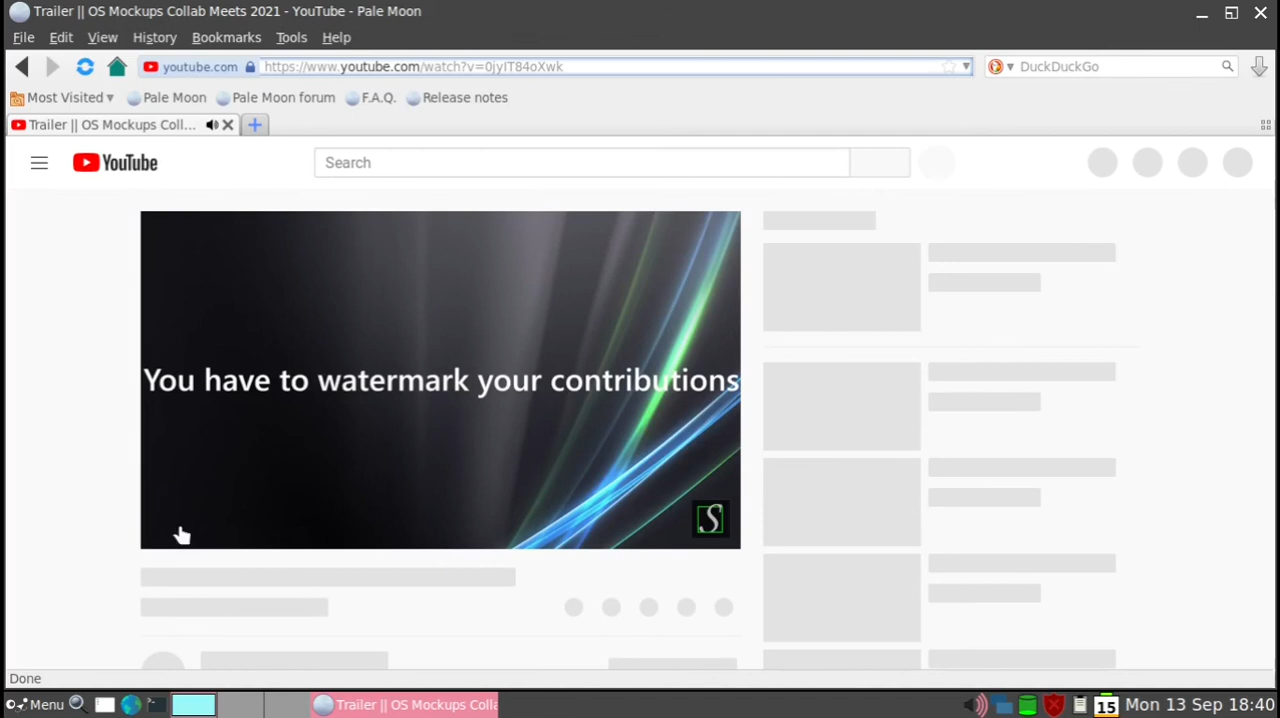 Trailer || OS Mockups Collab Meets 2021 - YouTube - Pale Moon
File Edit View History Bookmarks Tools Help
youtube.com https://www.youtube.com/watch?v=0jyIT84oXwk DuckDuckGo
Most Visited Pale Moon Pale Moon forum F.A.Q. Release notes
Trailer || OS Mockups Coll...
YouTube Search
You have to watermark your contributions
S
Done
Menu Trailer || OS Mockups Colla 15 Mon 13 Sep 18:40